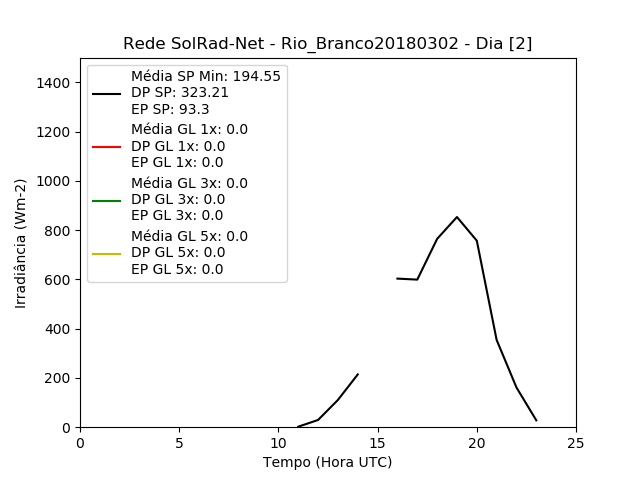 Rede SolRad-Net - Rio_Branco20180302 - Dia [2]
Irradiância (Wm-2)
1400
1200
1000
800
600
400
200
0
Média SP Min: 194.55
DP SP: 323.21
EP SP: 93.3
Média GL 1x: 0.0
DP GL 1x: 0.0
EP GL 1x: 0.0
Média GL 3x: 0.0
DP GL 3x: 0.0
EP GL 3x: 0.0
Média GL 5x: 0.0
DP GL 5x: 0.0
EP GL 5x: 0.0
0 5 10 15 20 25
Tempo (Hora UTC)